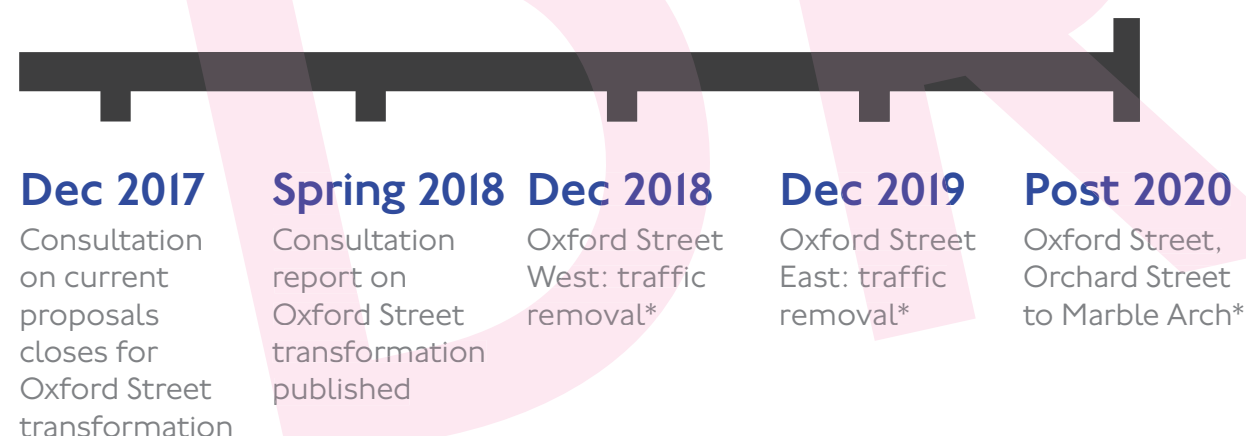 Dec 2017
Consultation
on current
proposals
closes for
Oxford Street
transformation
Spring 2018
Consultation
report on
Oxford Street
transformation
published
Dec 2018
Oxford Street
West: traffic
removal*
Dec 2019
Oxford Street
East: traffic
removal*
Post 2020
Oxford Street,
Orchard Street
to Marble Arch*